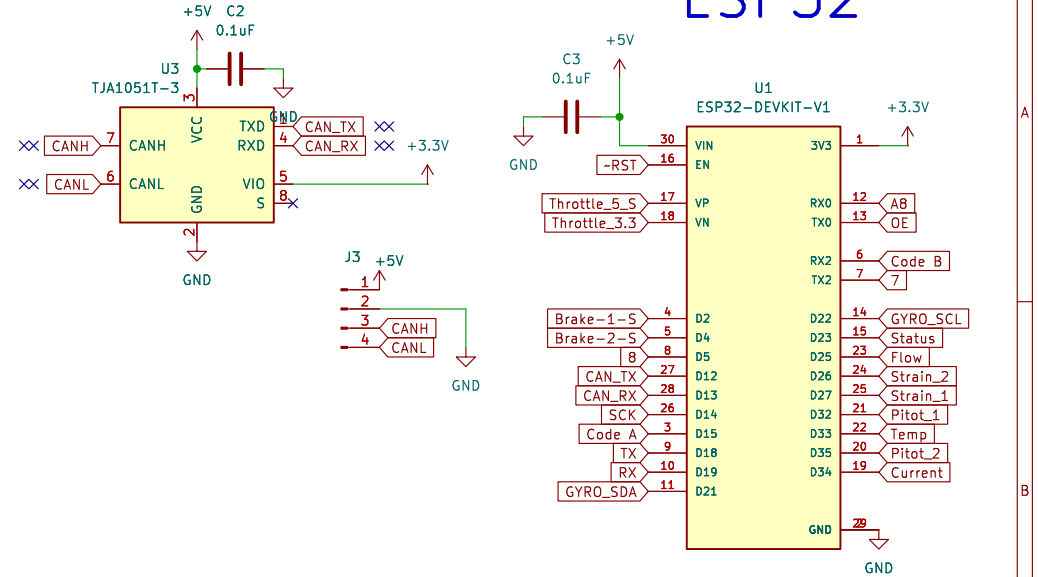 ESP32
+5V
C2
0.1uF
U3
TJA1051T-3
3
VCC
GND
CANH
7
CANH
TXD
1
CAN_TX
RXD
4
CAN_RX
+3.3V
CANL
6
CANL
VIO
5
S
8
GND
2
GND
J3
+5V
1
2
3
CANH
4
CANL
GND
+5V
C3
0.1uF
GND
U1
ESP32-DEVKIT-V1
+3.3V
30
VIN
3V3
1
~RST
16
EN
Throttle_5_S
17
VP
RX0
12
A8
Throttle_3.3
18
VN
TX0
13
OE
RX2
6
Code B
TX2
7
7
Brake-1-S
4
D2
D22
14
GYRO_SCL
Brake-2-S
5
D4
D23
15
Status
8
8
D5
D25
23
Flow
CAN_TX
27
D12
D26
24
Strain_2
CAN_RX
28
D13
D27
25
Strain_1
SCK
26
D14
D32
21
Pitot_1
Code A
3
D15
D33
22
Temp
TX
9
D18
D35
20
Pitot_2
RX
10
D19
D34
19
Current
GYRO_SDA
11
D21
GND
GND
A
B